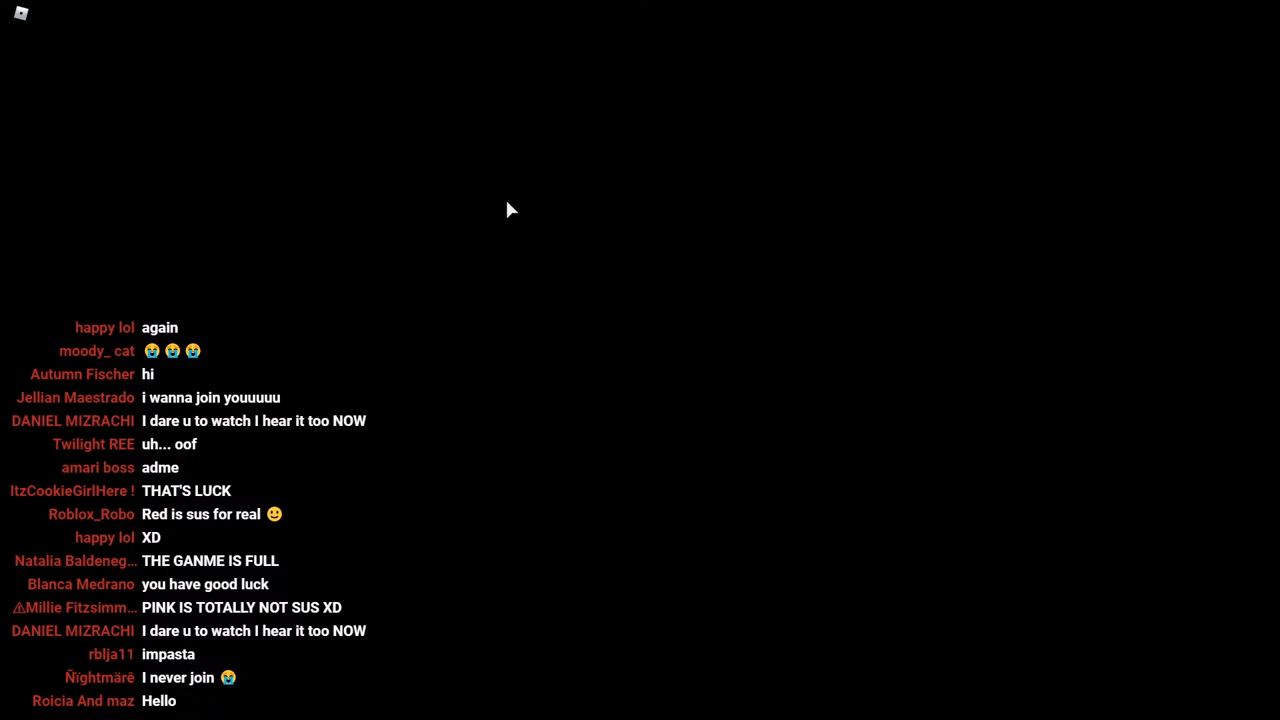 happy lol again
moody_ cat 😭 😭 😭
Autumn Fischer hi
Jellian Maestrado i wanna join youuuuu
DANIEL MIZRACHI I dare u to watch I hear it too NOW
Twilight REE uh... oof
amari boss adme
ItzCookieGirlHere ! THAT'S LUCK
Roblox_Robo Red is sus for real 🙂
happy lol XD
Natalia Baldeneg... THE GANME IS FULL
Blanca Medrano you have good luck
⚠Millie Fitzsimm... PINK IS TOTALLY NOT SUS XD
DANIEL MIZRACHI I dare u to watch I hear it too NOW
rblja11 impasta
Ñïghtmärê I never join 😭
Roicia And maz Hello